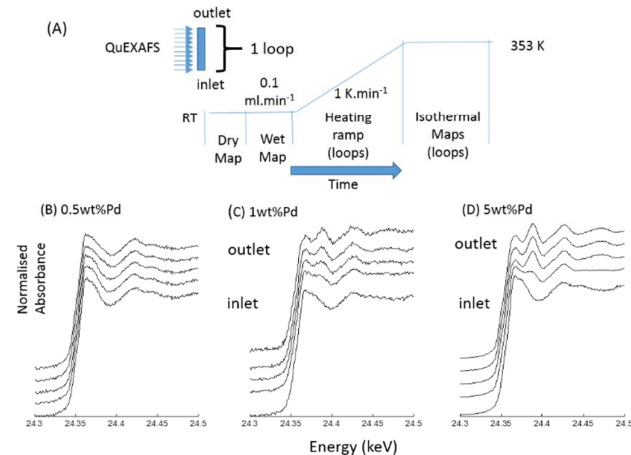 (A)
outlet
QuEXAFS
1 loop
inlet
0.1
ml.min-1
1 K.min-1
353 K
RT
Dry
Map
Wet
Map
Heating
ramp
(loops)
Isothermal
Maps
(loops)
Time
(B) 0.5wt%Pd
(C) 1wt%Pd
(D) 5wt%Pd
Normalised
Absorbance
outlet
inlet
outlet
inlet
24.3 24.35 24.4 24.45 24.5
24.3 24.35 24.4 24.45 24.5
24.3 24.35 24.4 24.45 24.5
Energy (keV)